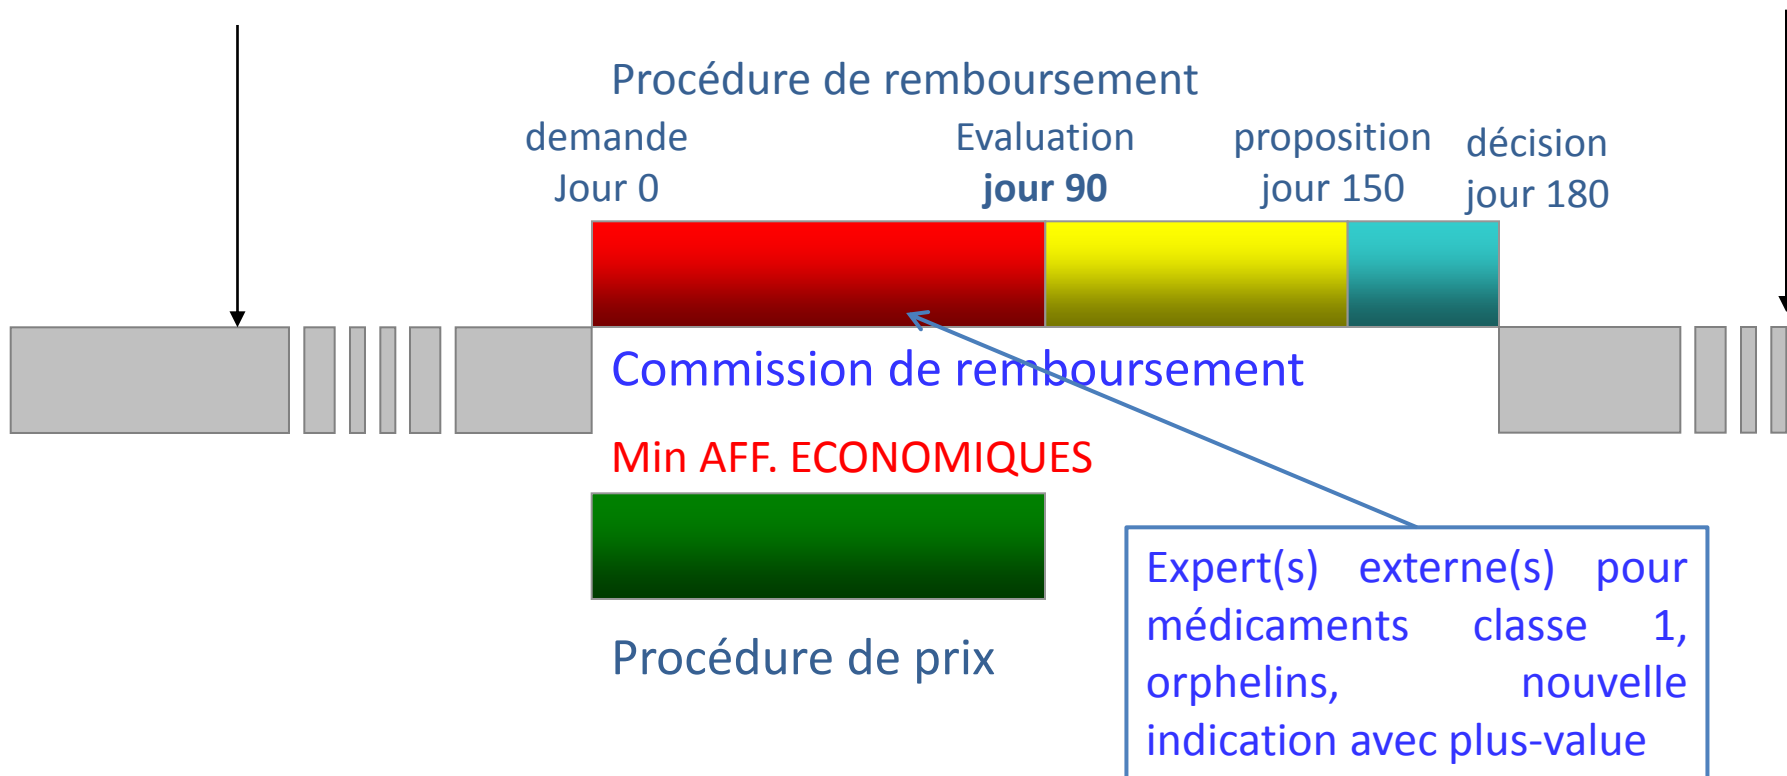 Procédure de remboursement
demande
Jour 0
Evaluation
jour 90
proposition
jour 150
décision
jour 180
Commission de remboursement
Min AFF. ECONOMIQUES
Procédure de prix
Expert(s) externe(s) pour
médicaments classe 1,
orphelins, nouvelle
indication avec plus-value